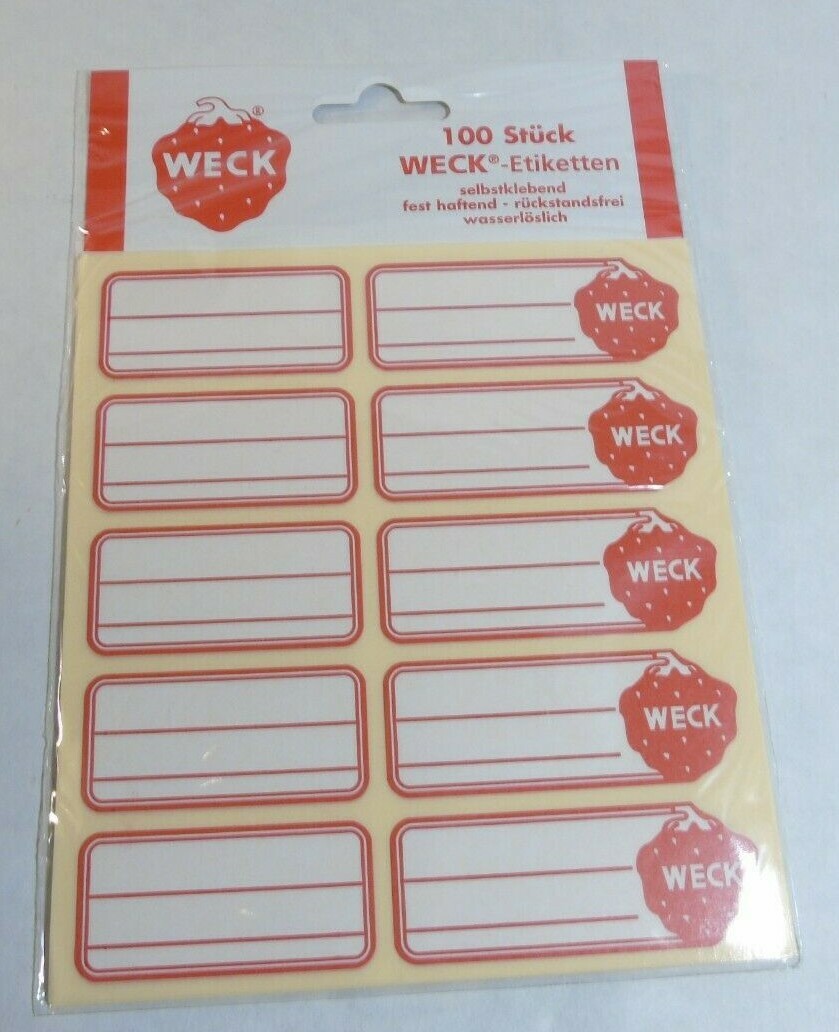 WECK®
100 Stück
WECK®-Etiketten
selbstklebend
fest haftend - rückstandsfrei
wasserlöslich
WECK
WECK
WECK
WECK
WECK